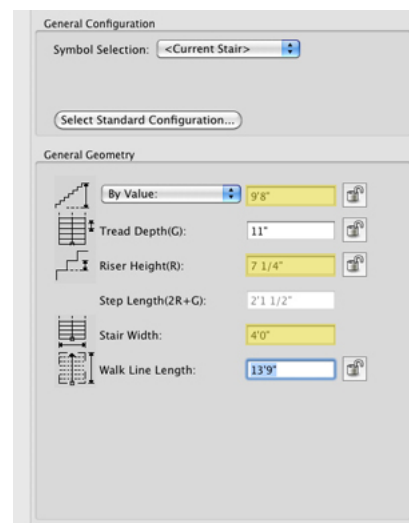 General Configuration
Symbol Selection: <Current Stair>
Select Standard Configuration...
General Geometry
By Value: 9'8"
Tread Depth(G): 11"
Riser Height(R): 7 1/4"
Step Length(2R+G): 2'1 1/2"
Stair Width: 4'0"
Walk Line Length: 13'9"